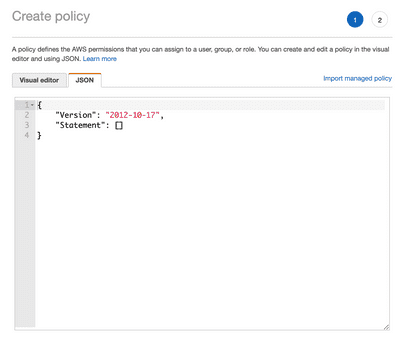 Create policy
1
2
A policy defines the AWS permissions that you can assign to a user, group, or role. You can create and edit a policy in the visual
editor and using JSON. Learn more
Visual editor
JSON
Import managed policy
1 {
2     "Version": "2012-10-17",
3     "Statement": []
4 }